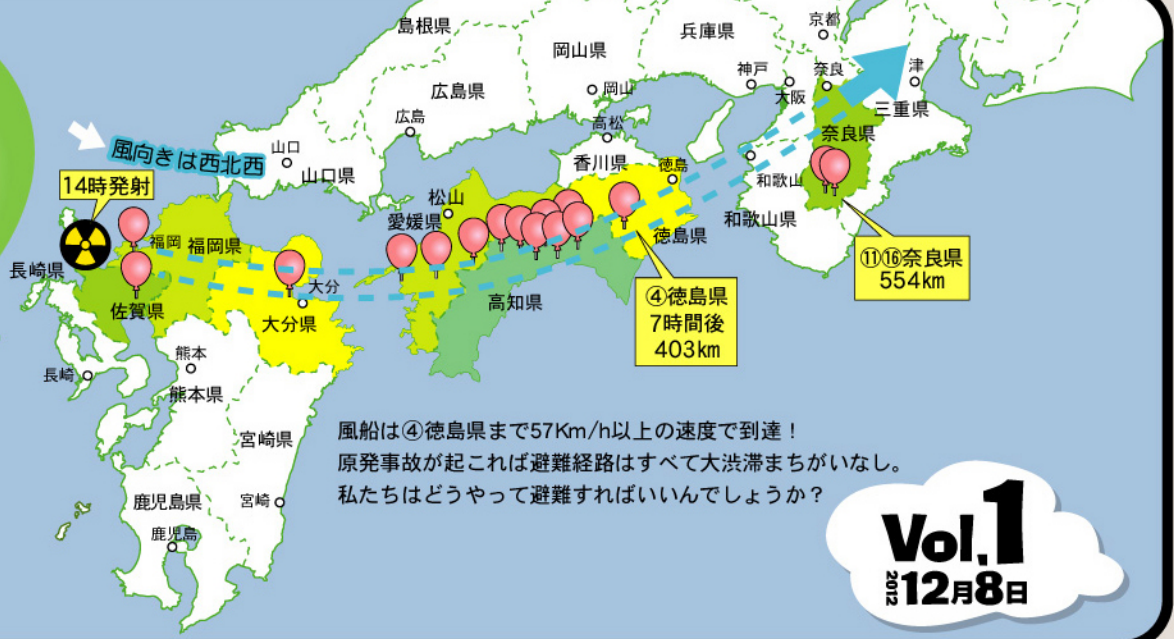 島根県
岡山県
兵庫県
京都
広島県
岡山
神戸
奈良
津
大阪
三重県
広島
高松
奈良県
風向きは西北西
山口
山口県
香川県
徳島
和歌山
14時発射
松山
愛媛県
和歌山県
福岡
福岡県
徳島県
⑪⑯奈良県
554km
長崎県
大分
高知県
④徳島県
7時間後
403km
佐賀県
大分県
熊本
長崎
熊本県
風船は④徳島県まで57Km/h以上の速度で到達！
宮崎県
原発事故が起これば避難経路はすべて大渋滞まちがいなし。
私たちはどうやって避難すればいいんでしょうか？
鹿児島県
宮崎
鹿児島
Vol.1
2012 12月8日